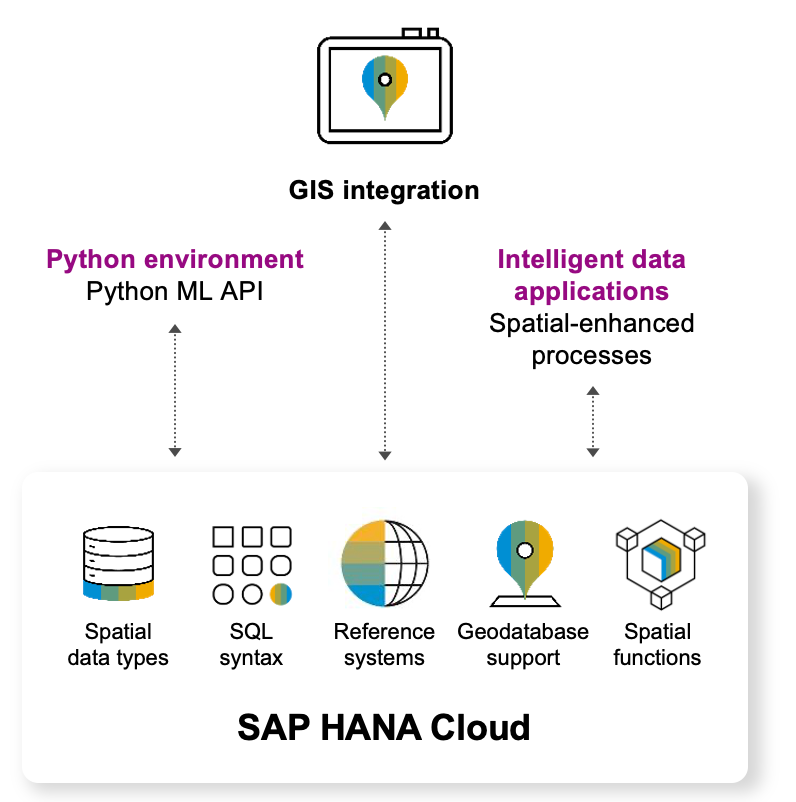 GIS integration
Python environment
Python ML API
Intelligent data
applications
Spatial-enhanced
processes
Spatial
data types
SQL
syntax
Reference
systems
Geodatabase
support
Spatial
functions
SAP HANA Cloud